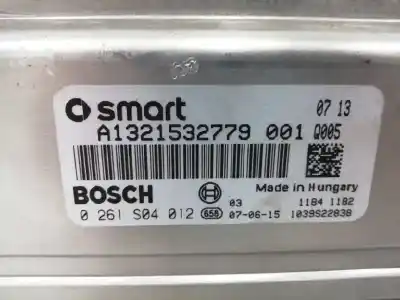 smart 07 13
A1321532779 001 Q005
BOSCH 03 Made in Hungary
1184 1182
0 261 S04 012 656 07-06-15 1039S22838